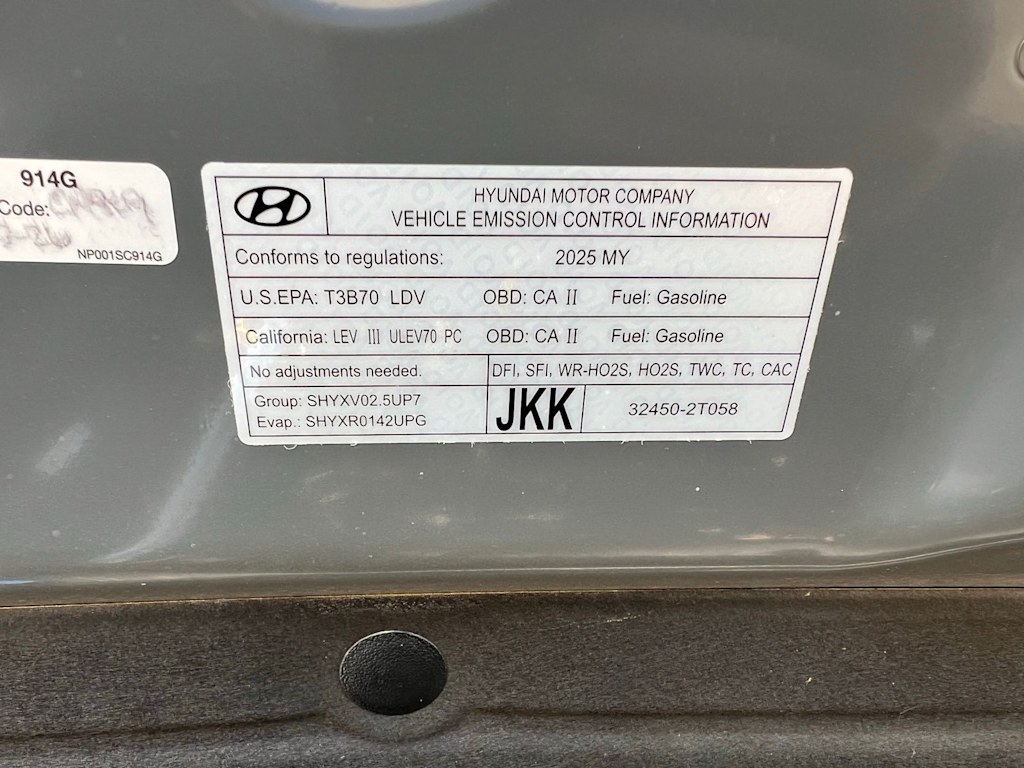 914G
Code:
NP001SC914G
HYUNDAI MOTOR COMPANY
VEHICLE EMISSION CONTROL INFORMATION
Conforms to regulations: 2025 MY
U.S.EPA: T3B70 LDV OBD: CA II Fuel: Gasoline
California: LEV III ULEV70 PC OBD: CA II Fuel: Gasoline
No adjustments needed. DFI, SFI, WR-HO2S, HO2S, TWC, TC, CAC
Group: SHYXV02.5UP7
Evap.: SHYXR0142UPG
JKK
32450-2T058